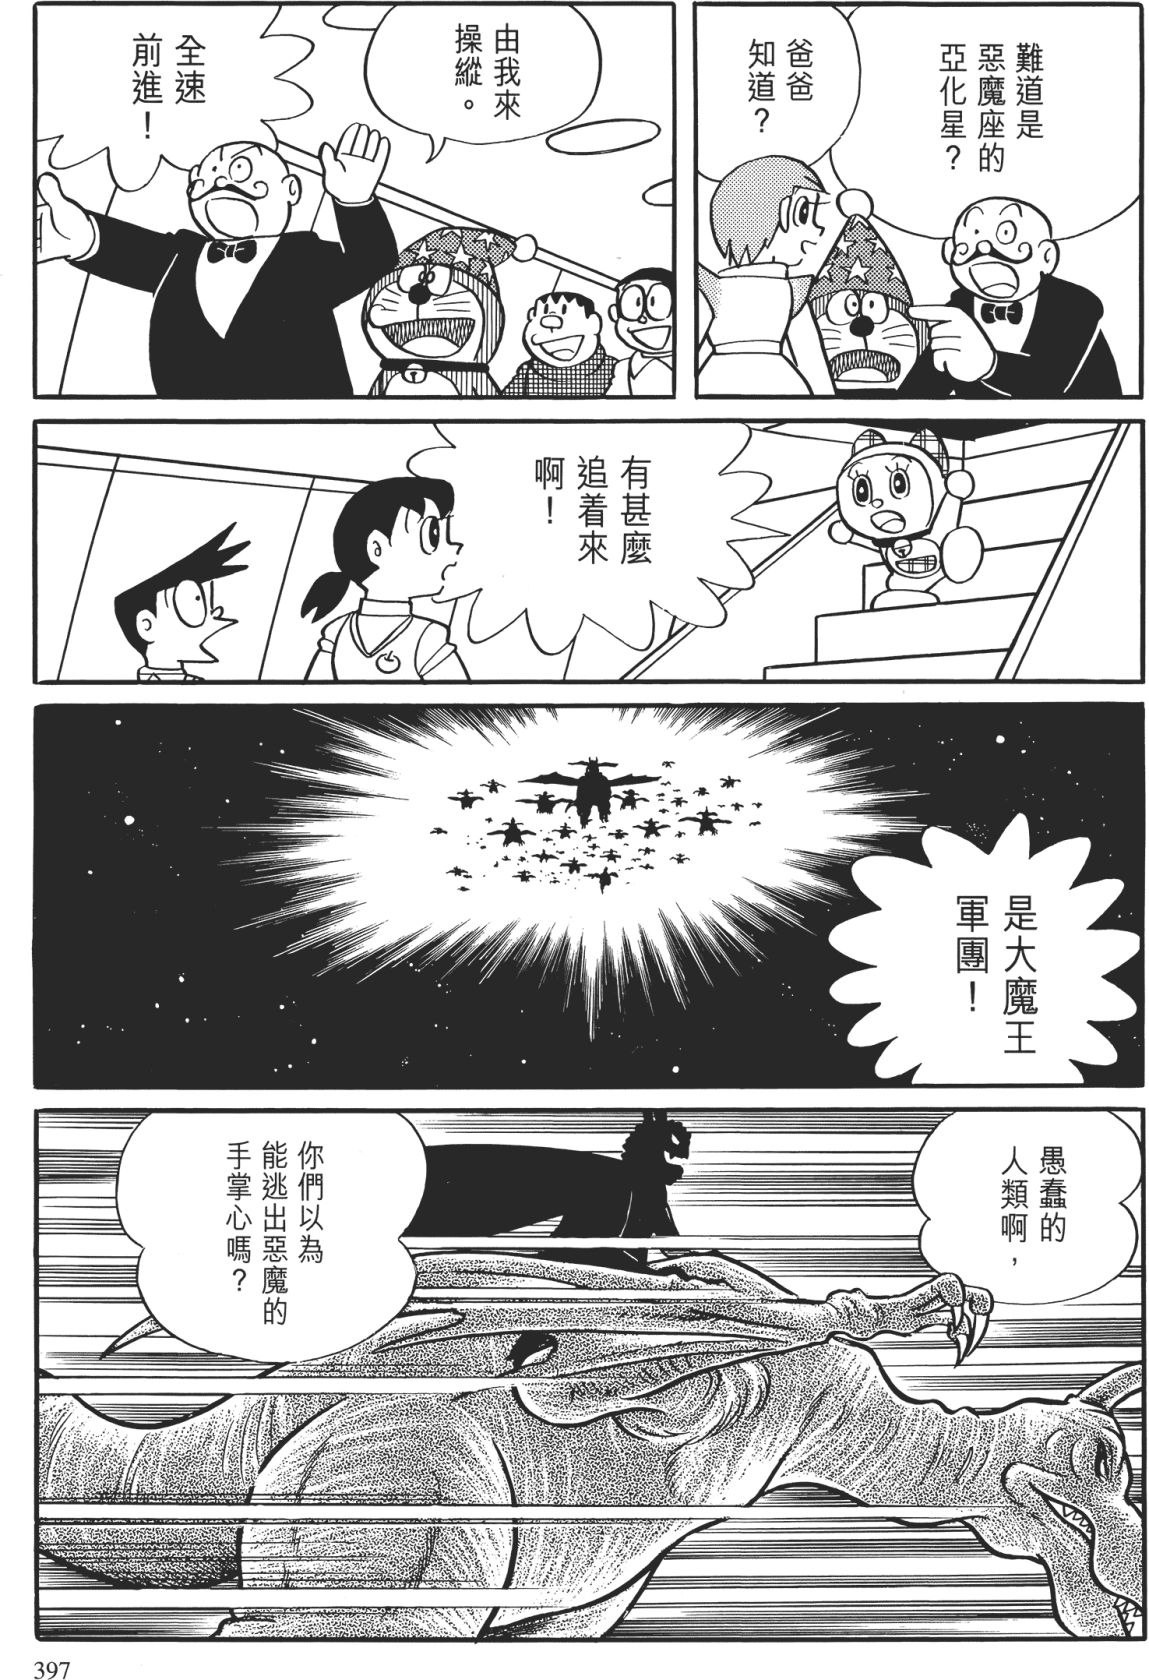 爸爸
知道？
難道是
惡魔座的
亞化星？
由我來
操縱。
全速
前進！
有甚麼
追着來
啊！
是大魔王
軍團！
愚蠢的
人類啊，
你們以為
能逃出惡魔的
手掌心嗎？
397